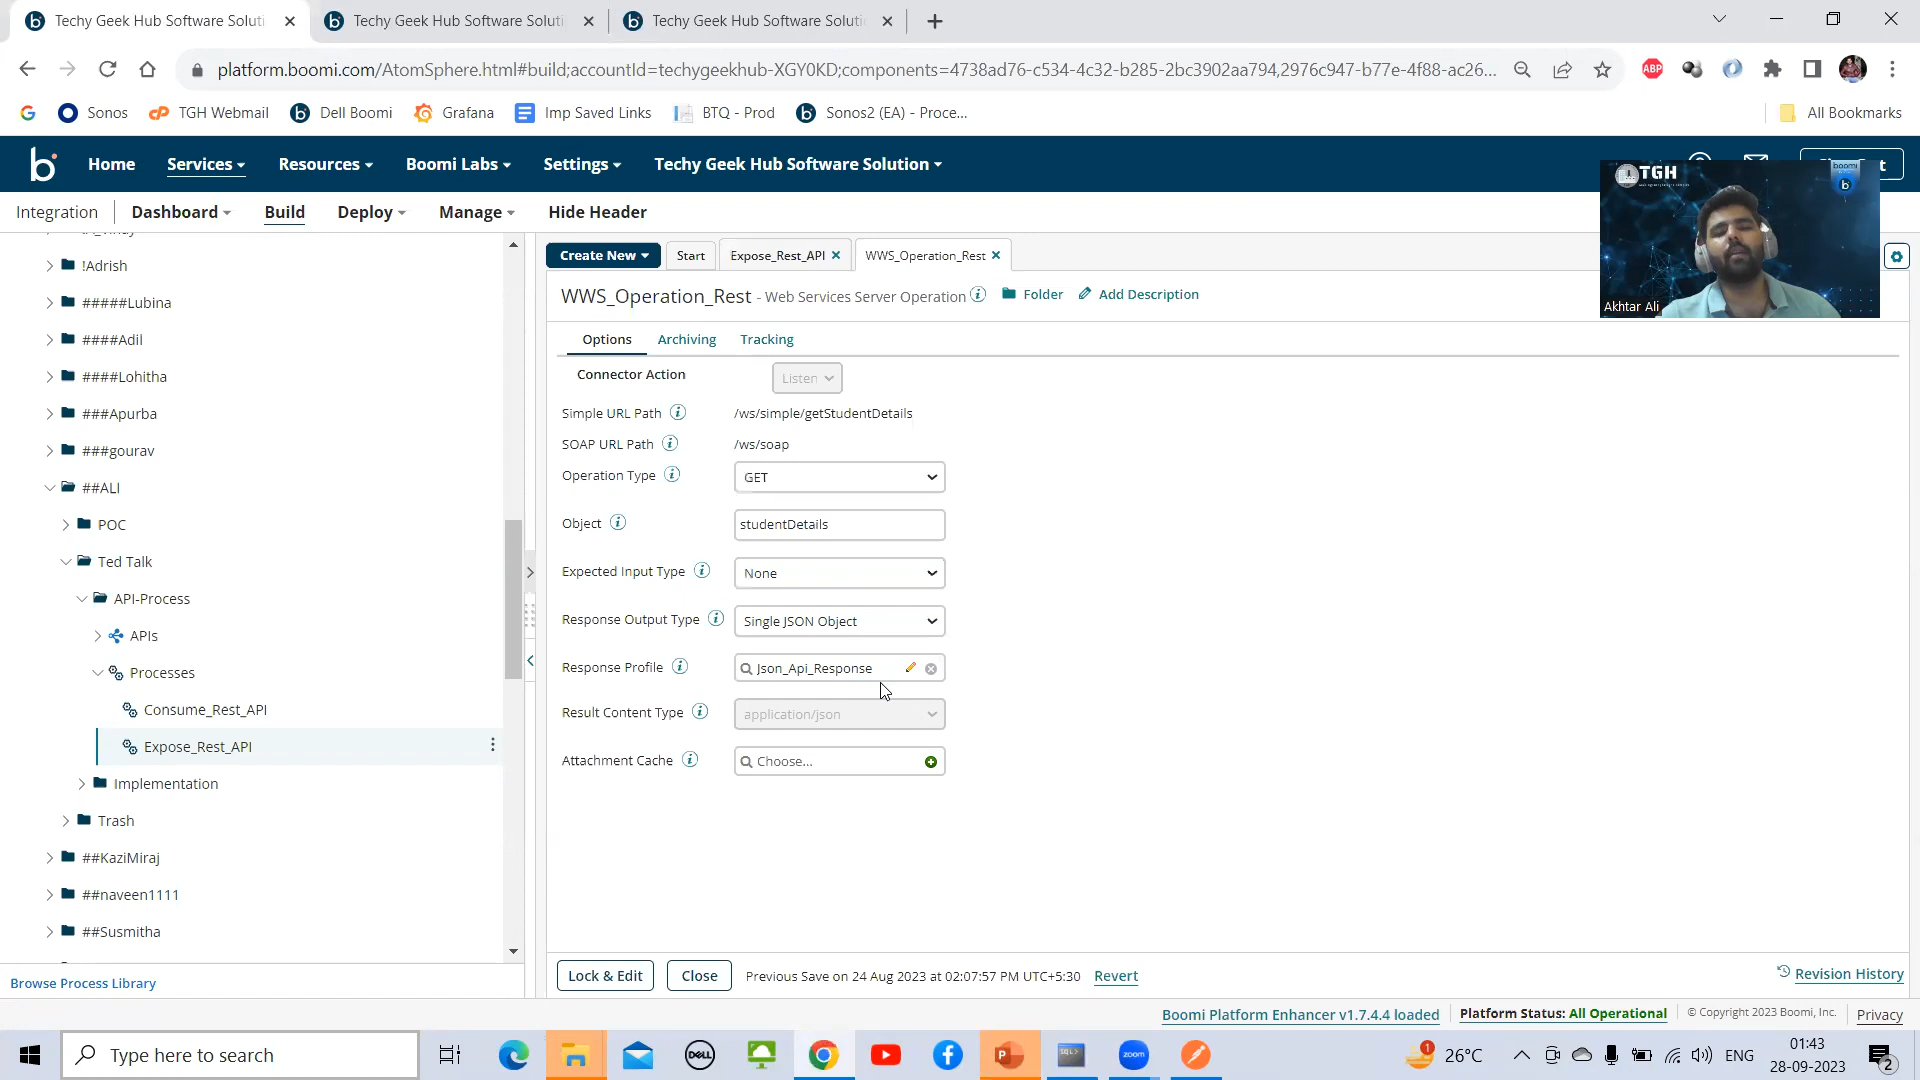 Techy Geek Hub Software Soluti
Techy Geek Hub Software Soluti
Techy Geek Hub Software Soluti
platform.boomi.com/AtomSphere.html#build;accountId=techygeekhub-XGY0KD;components=4738ad76-c534-4c32-b285-2bc3902aa794,2976c947-b77e-4f88-ac26...
ABP
Sonos
TGH Webmail
Dell Boomi
Grafana
Imp Saved Links
BTQ - Prod
Sonos2 (EA) - Proce...
All Bookmarks
Home
Services
Resources
Boomi Labs
Settings
Techy Geek Hub Software Solution
Integration
Dashboard
Build
Deploy
Manage
Hide Header
TGH
boomi
Akhtar Ali
!Adrish
#####Lubina
####Adil
####Lohitha
###Apurba
###gourav
##ALI
POC
Ted Talk
API-Process
APIs
Processes
Consume_Rest_API
Expose_Rest_API
Implementation
Trash
##KaziMiraj
##naveen1111
##Susmitha
Browse Process Library
Create New
Start
Expose_Rest_API
WWS_Operation_Rest
WWS_Operation_Rest - Web Services Server Operation
Folder
Add Description
Options
Archiving
Tracking
Connector Action
Listen
Simple URL Path
/ws/simple/getStudentDetails
SOAP URL Path
/ws/soap
Operation Type
GET
Object
studentDetails
Expected Input Type
None
Response Output Type
Single JSON Object
Response Profile
Json_Api_Response
Result Content Type
application/json
Attachment Cache
Choose...
Lock & Edit
Close
Previous Save on 24 Aug 2023 at 02:07:57 PM UTC+5:30
Revert
Revision History
Boomi Platform Enhancer v1.7.4.4 loaded
Platform Status: All Operational
© Copyright 2023 Boomi, Inc.
Privacy
Type here to search
DELL
SQL>
zoom
1
26°C
ENG
01:43
28-09-2023
2